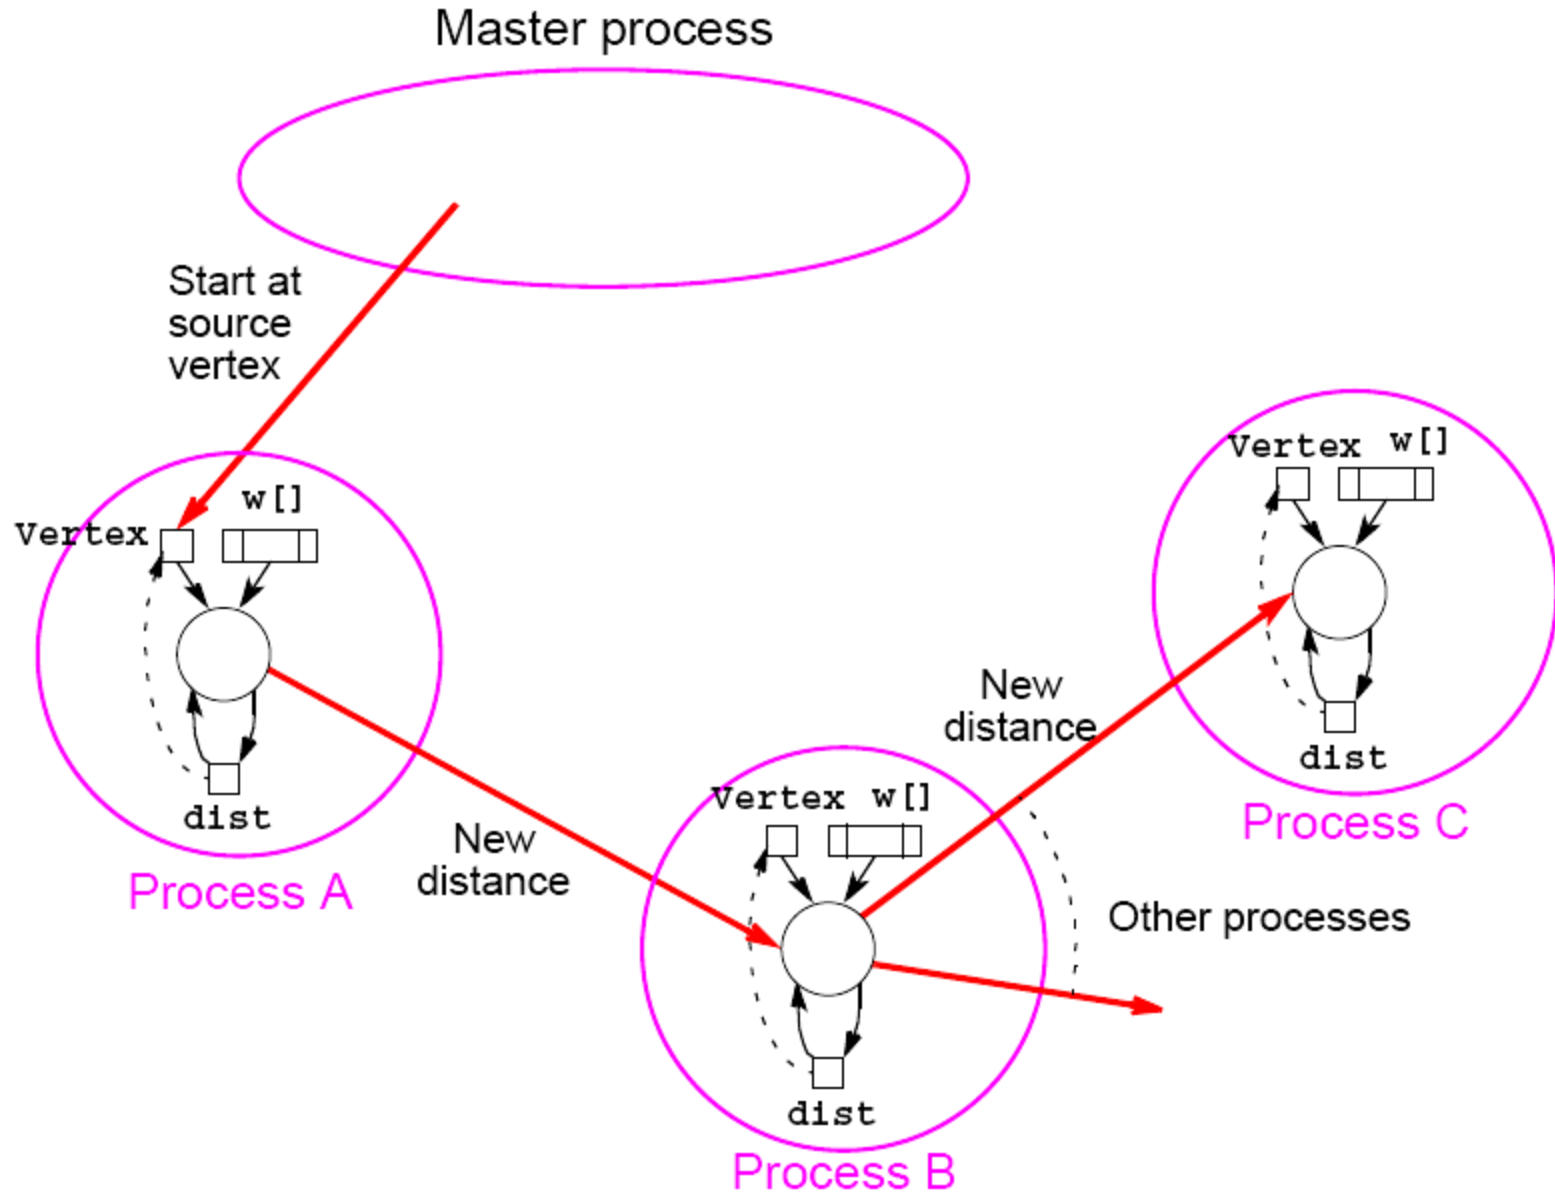 Master process
Start at
source
vertex
Vertex w[]
dist
Process A
New
distance
Vertex w[]
dist
Process B
New
distance
Vertex w[]
dist
Process C
Other processes